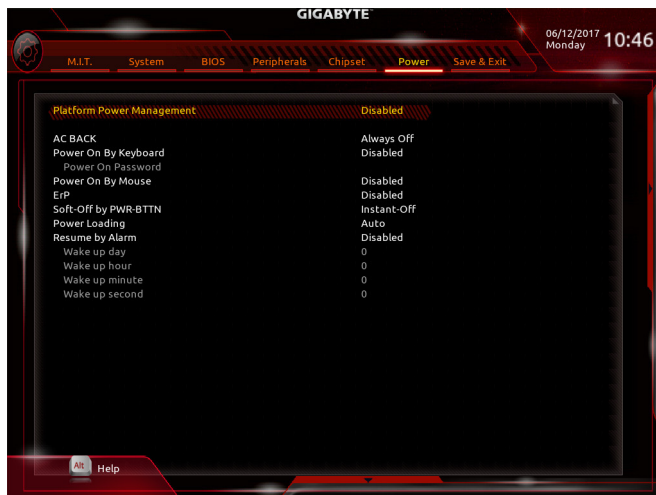 GIGABYTE™
06/12/2017 Monday 10:46
M.I.T. System BIOS Peripherals Chipset Power Save & Exit
Platform Power Management Disabled
AC BACK Always Off
Power On By Keyboard Disabled
Power On Password
Power On By Mouse Disabled
ErP Disabled
Soft-Off by PWR-BTTN Instant-Off
Power Loading Auto
Resume by Alarm Disabled
Wake up day 0
Wake up hour 0
Wake up minute 0
Wake up second 0
Alt Help